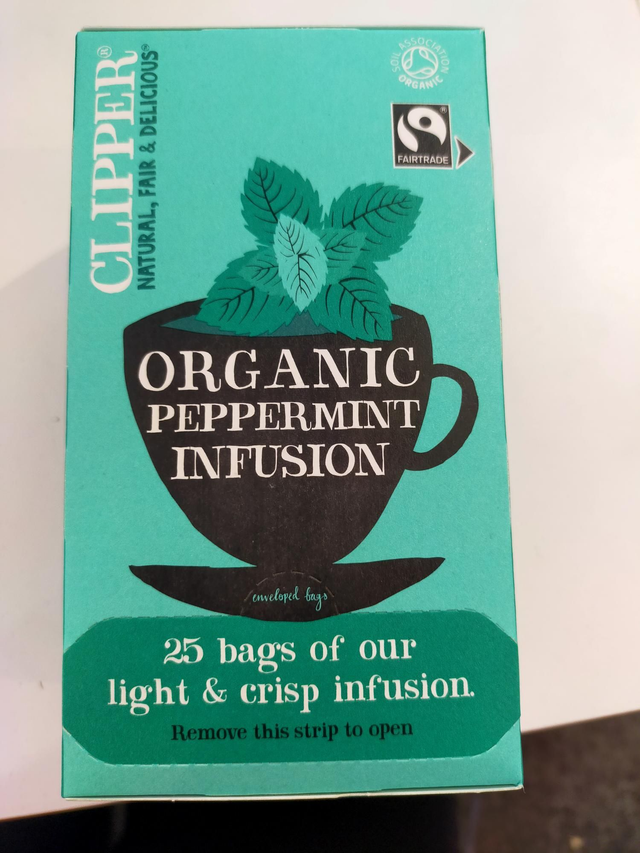 CLIPPER®
NATURAL, FAIR & DELICIOUS®
SOIL ASSOCIATION
ORGANIC
FAIRTRADE
ORGANIC
PEPPERMINT
INFUSION
enveloped bags
25 bags of our
light & crisp infusion.
Remove this strip to open